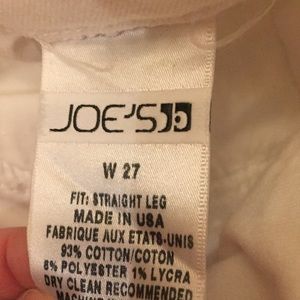 JOE'S
W 27
FIT: STRAIGHT LEG
MADE IN USA
FABRIQUE AUX ETATS-UNIS
93% COTTON/COTON
6% POLYESTER 1% LYCRA
DRY CLEAN RECOMMENDED
MACHINE